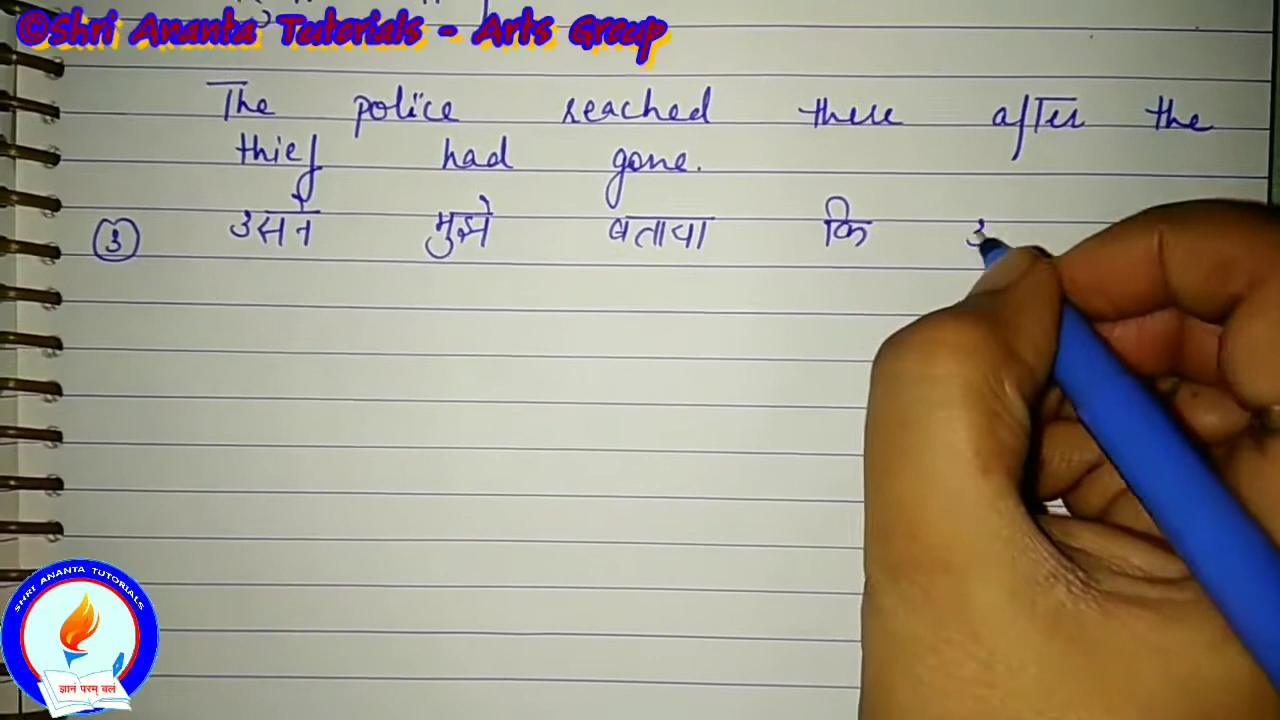 ©Shri Ananta Tutorials - Arts Group
The police reached there after the
thief had gone.
③ उसने मुझे बताया कि
SHRI ANANTA TUTORIALS
ज्ञानं परमं बलं